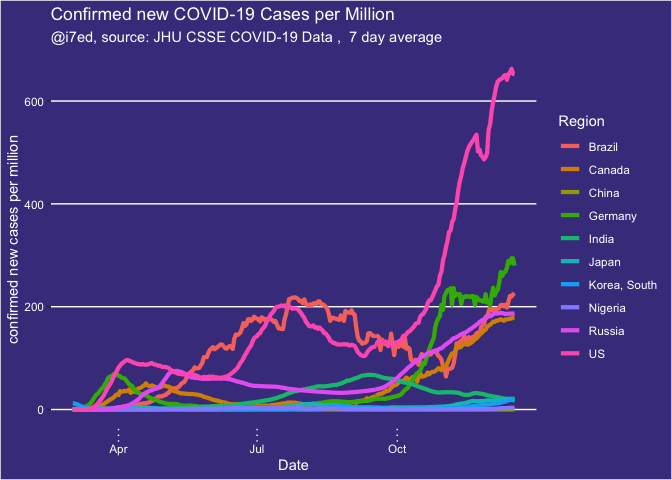 Confirmed new COVID-19 Cases per Million
@i7ed, source: JHU CSSE COVID-19 Data ,  7 day average
confirmed new cases per million
600
400
200
0
Apr
Jul
Oct
Date
Region
Brazil
Canada
China
Germany
India
Japan
Korea, South
Nigeria
Russia
US